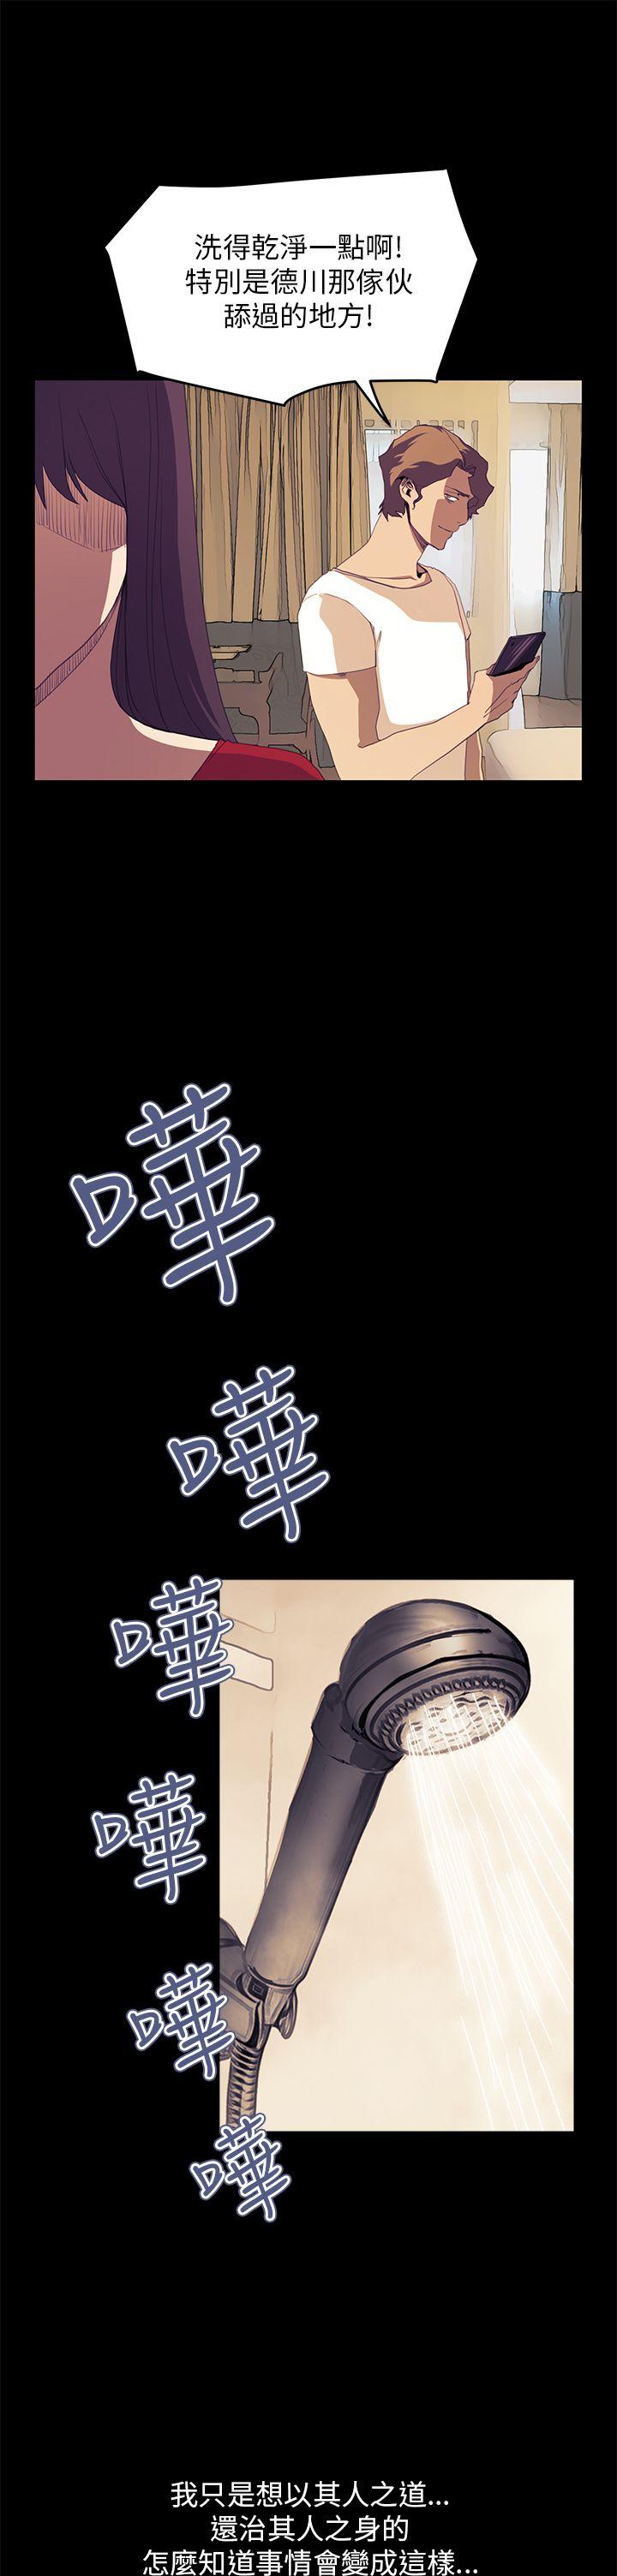 洗得乾淨一點啊!
特別是德川那傢伙
舔過的地方!
嘩
嘩
嘩
嘩
嘩
嘩
我只是想以其人之道...
還治其人之身的
怎麼知道事情會變成這樣...